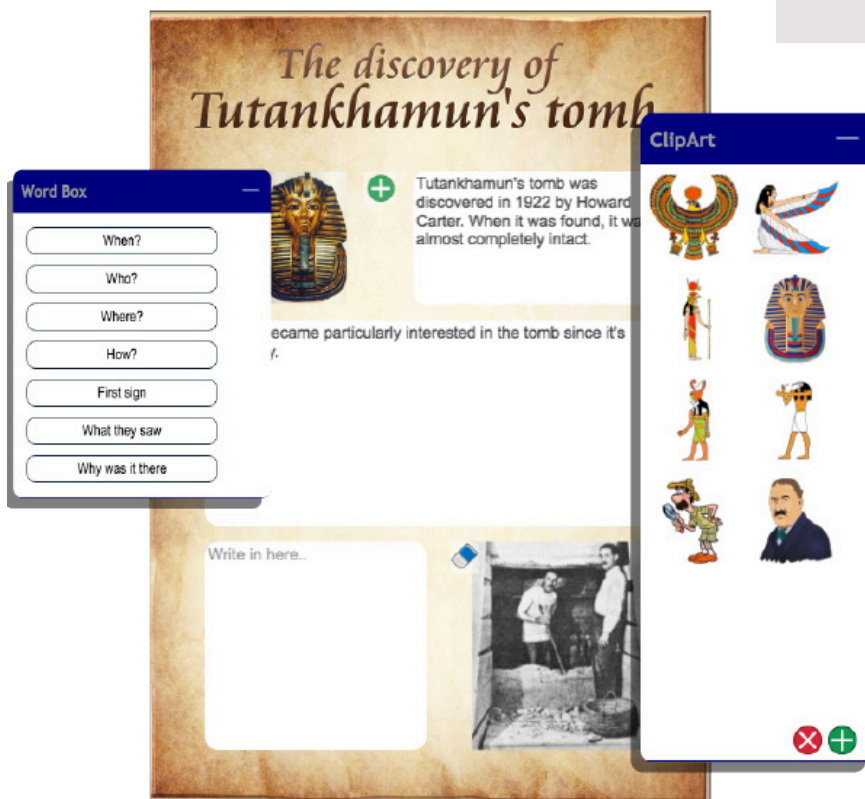 The discovery of
Tutankhamun's tomb
ClipArt
Word Box
When?
Who?
Where?
How?
First sign
What they saw
Why was it there
Tutankhamun's tomb was
discovered in 1922 by Howard
Carter. When it was found, it wa
almost completely intact.
ecame particularly interested in the tomb since it's
y.
Write in here..